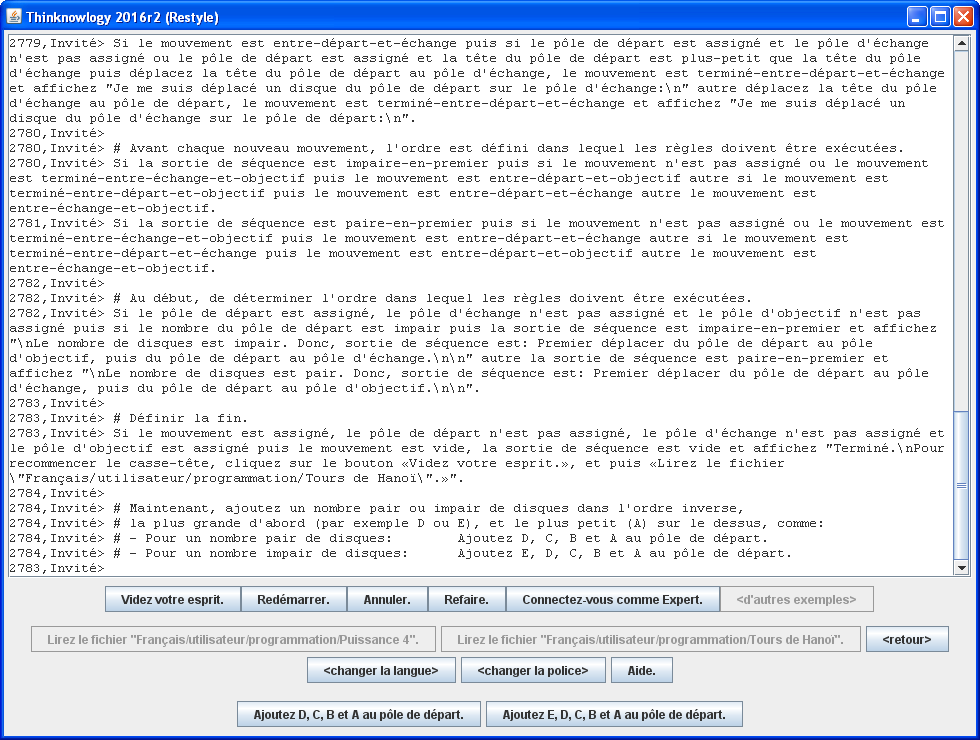 Thinknowlogy 2016r2 (Restyle)
2779,Invité> Si le mouvement est entre-départ-et-échange puis si le pôle de départ est assigné et le pôle d'échange
n'est pas assigné ou le pôle de départ est assigné et la tête du pôle de départ est plus-petit que la tête du pôle
d'échange puis déplacez la tête du pôle de départ au pôle d'échange, le mouvement est terminé-entre-départ-et-échange
et affichez "Je me suis déplacé un disque du pôle de départ sur le pôle d'échange:\n" autre déplacez la tête du pôle
d'échange au pôle de départ, le mouvement est terminé-entre-départ-et-échange et affichez "Je me suis déplacé un
disque du pôle d'échange sur le pôle de départ:\n".
2780,Invité>
2780,Invité> # Avant chaque nouveau mouvement, l'ordre est défini dans lequel les règles doivent être exécutées.
2780,Invité> Si la sortie de séquence est impaire-en-premier puis si le mouvement n'est pas assigné ou le mouvement
est terminé-entre-échange-et-objectif puis le mouvement est entre-départ-et-objectif autre si le mouvement est
terminé-entre-départ-et-objectif puis le mouvement est entre-départ-et-échange autre le mouvement est
entre-échange-et-objectif.
2781,Invité> Si la sortie de séquence est paire-en-premier puis si le mouvement n'est pas assigné ou le mouvement est
terminé-entre-échange-et-objectif puis le mouvement est entre-départ-et-échange autre si le mouvement est
terminé-entre-départ-et-échange puis le mouvement est entre-départ-et-objectif autre le mouvement est
entre-échange-et-objectif.
2782,Invité>
2782,Invité> # Au début, de déterminer l'ordre dans lequel les règles doivent être exécutées.
2782,Invité> Si le pôle de départ est assigné, le pôle d'échange n'est pas assigné et le pôle d'objectif n'est pas
assigné puis si le nombre du pôle de départ est impair puis la sortie de séquence est impaire-en-premier et affichez
"\nLe nombre de disques est impair. Donc, sortie de séquence est: Premier déplacer du pôle de départ au pôle
d'objectif, puis du pôle de départ au pôle d'échange.\n\n" autre la sortie de séquence est paire-en-premier et
affichez "\nLe nombre de disques est pair. Donc, sortie de séquence est: Premier déplacer du pôle de départ au pôle
d'échange, puis du pôle de départ au pôle d'objectif.\n\n".
2783,Invité>
2783,Invité> # Définir la fin.
2783,Invité> Si le mouvement est assigné, le pôle de départ n'est pas assigné, le pôle d'échange n'est pas assigné et
le pôle d'objectif est assigné puis le mouvement est vide, la sortie de séquence est vide et affichez "Terminé.\nPour
recommencer le casse-tête, cliquez sur le bouton «Videz votre esprit.», et puis «Lirez le fichier
\"Français/utilisateur/programmation/Tours de Hanoï\".»".
2784,Invité>
2784,Invité> # Maintenant, ajoutez un nombre pair ou impair de disques dans l'ordre inverse,
2784,Invité> # la plus grande d'abord (par exemple D ou E), et le plus petit (A) sur le dessus, comme:
2784,Invité> # - Pour un nombre pair de disques: Ajoutez D, C, B et A au pôle de départ.
2784,Invité> # - Pour un nombre impair de disques: Ajoutez E, D, C, B et A au pôle de départ.
2783,Invité>
Videz votre esprit. Redémarrer. Annuler. Refaire. Connectez-vous comme Expert. <d'autres exemples>
Lirez le fichier "Français/utilisateur/programmation/Puissance 4". Lirez le fichier "Français/utilisateur/programmation/Tours de Hanoï". <retour>
<changer la langue> <changer la police> Aide.
Ajoutez D, C, B et A au pôle de départ. Ajoutez E, D, C, B et A au pôle de départ.